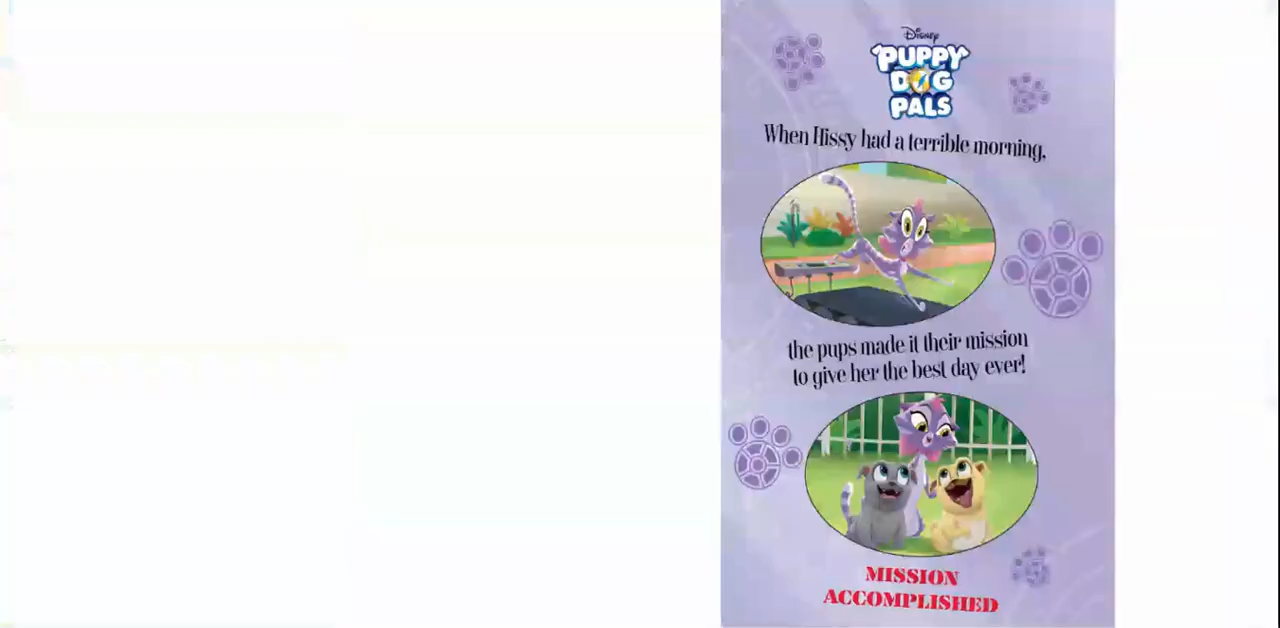 Disney
PUPPY
DOG
PALS
When Hissy had a terrible morning,
the pups made it their mission
to give her the best day ever!
MISSION
ACCOMPLISHED